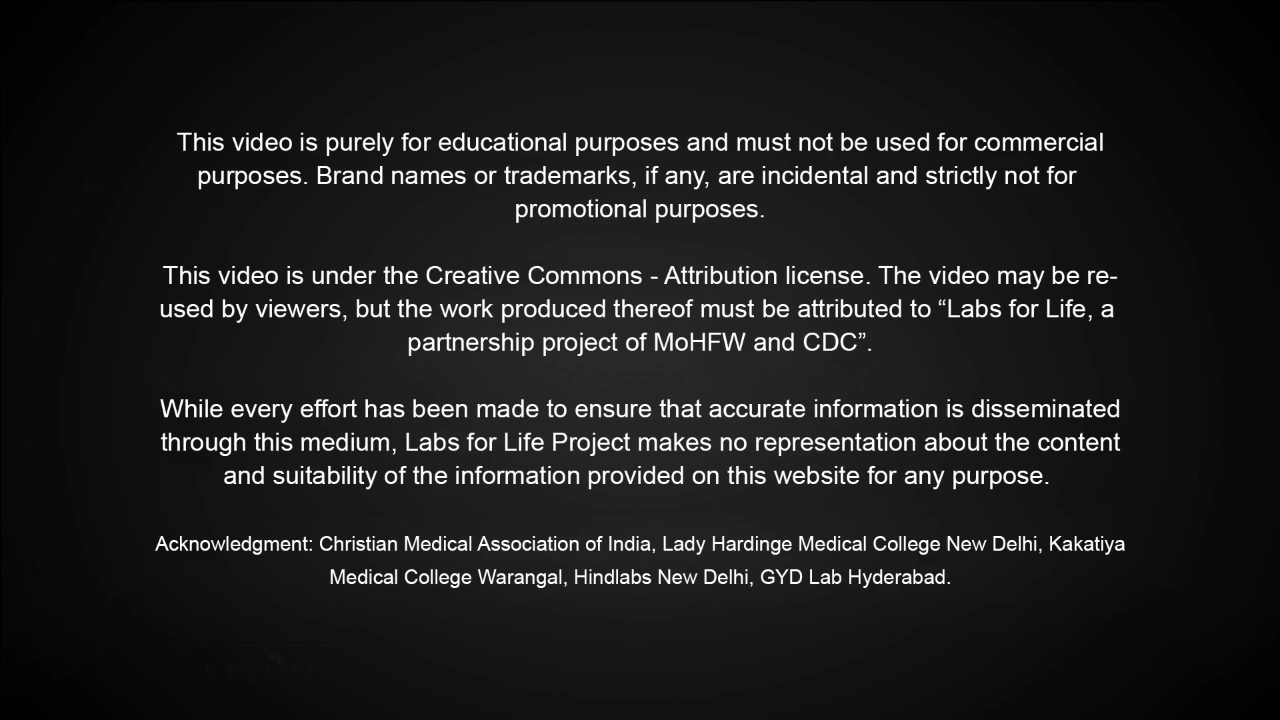 This video is purely for educational purposes and must not be used for commercial
purposes. Brand names or trademarks, if any, are incidental and strictly not for
promotional purposes.
This video is under the Creative Commons - Attribution license. The video may be re-
used by viewers, but the work produced thereof must be attributed to “Labs for Life, a
partnership project of MoHFW and CDC”.
While every effort has been made to ensure that accurate information is disseminated
through this medium, Labs for Life Project makes no representation about the content
and suitability of the information provided on this website for any purpose.
Acknowledgment: Christian Medical Association of India, Lady Hardinge Medical College New Delhi, Kakatiya
Medical College Warangal, Hindlabs New Delhi, GYD Lab Hyderabad.